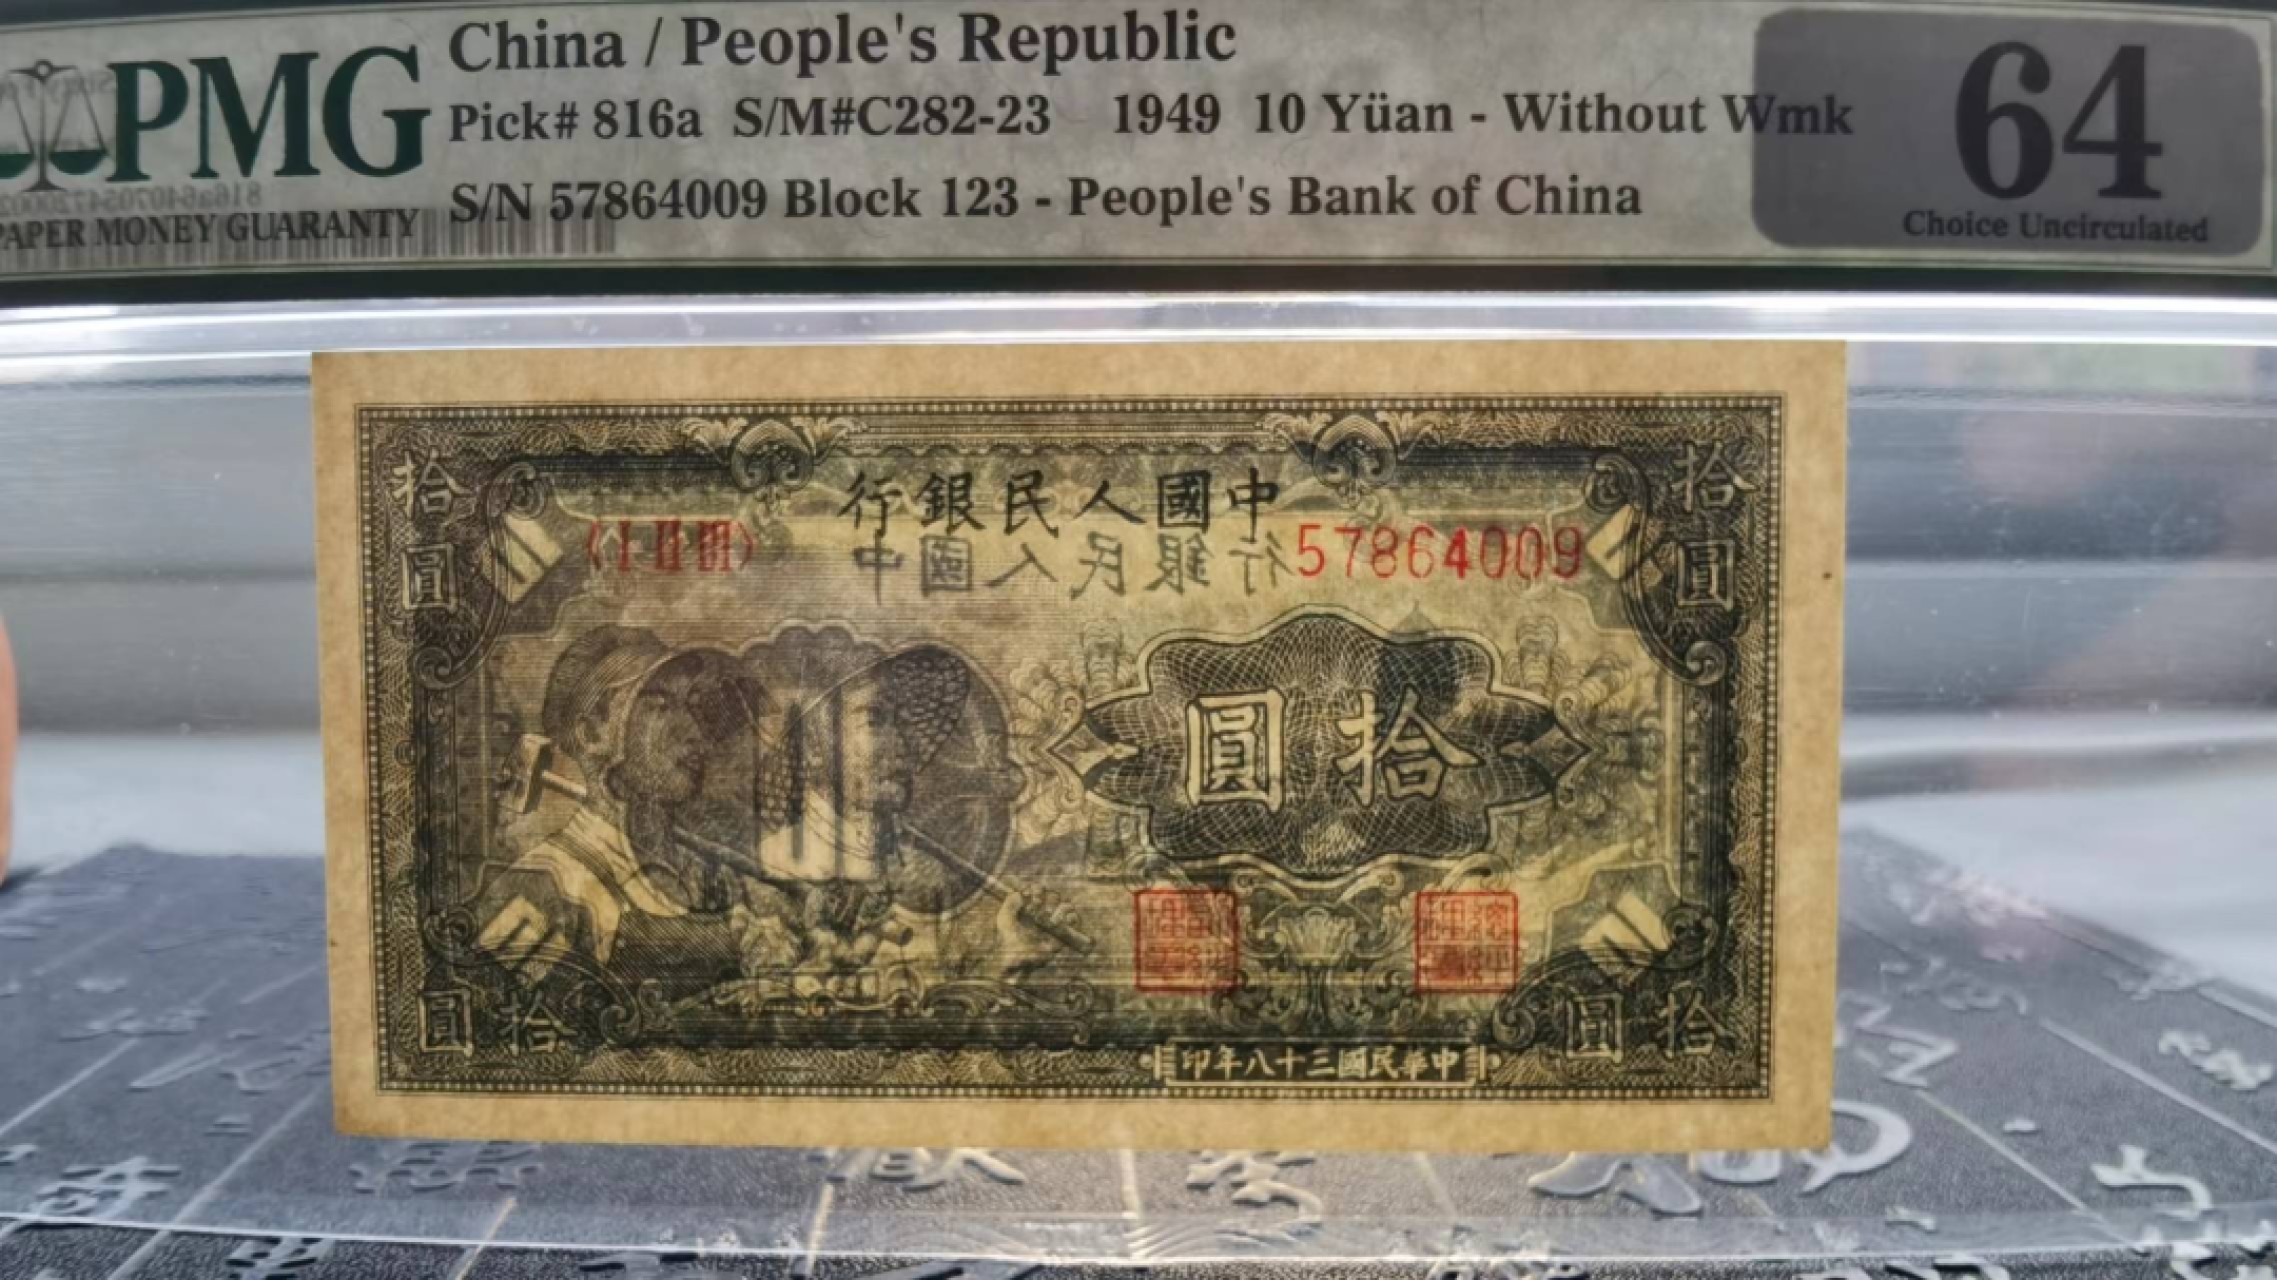 PMG
PAPER MONEY GUARANTY
China / People's Republic
Pick# 816a S/M#C282-23 1949 10 Yüan - Without Wmk
S/N 57864009 Block 123 - People's Bank of China
64
Choice Uncirculated
行銀民人國中
〈I II III〉
57864009
拾圓
拾圓
圓拾
圓拾
圓拾
印年八十三國民華中